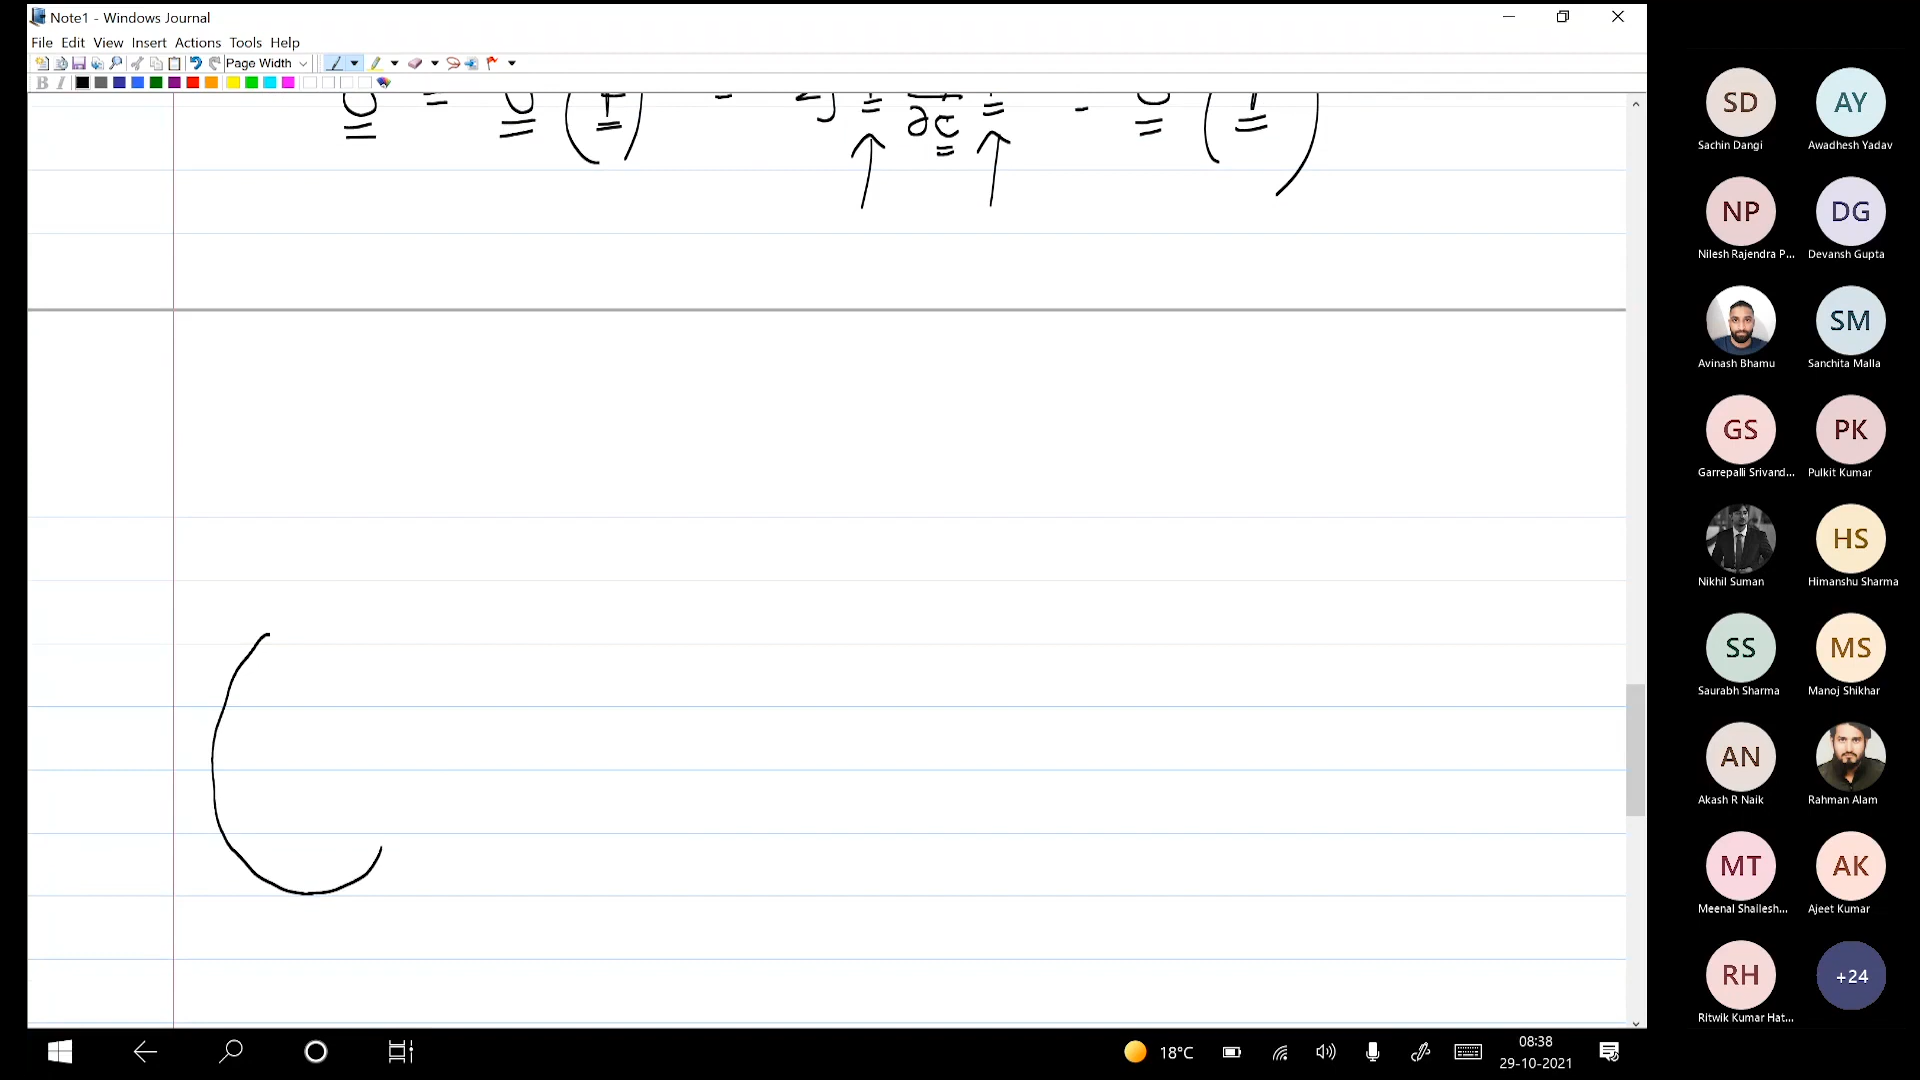 Note1 - Windows Journal
File Edit View Insert Actions Tools Help
Page Width
B I
∂C
SD AY
Sachin Dangi Awadhesh Yadav
NP DG
Nilesh Rajendra P... Devansh Gupta
SM
Avinash Bhamu Sanchita Malla
GS PK
Garrepalli Srivand... Pulkit Kumar
HS
Nikhil Suman Himanshu Sharma
SS MS
Saurabh Sharma Manoj Shikhar
AN
Akash R Naik Rahman Alam
MT AK
Meenal Shailesh... Ajeet Kumar
RH +24
Ritwik Kumar Hat...
18°C
08:38
29-10-2021